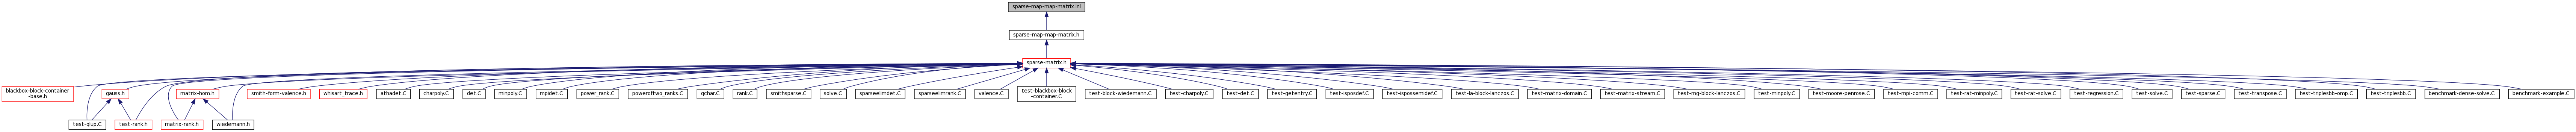 sparse-map-map-matrix.inl
sparse-map-map-matrix.h
sparse-matrix.h
blackbox-block-container
-base.h
gauss.h
matrix-hom.h
smith-form-valence.h
whisart_trace.h
athadet.C
charpoly.C
det.C
minpoly.C
mpidet.C
power_rank.C
poweroftwo_ranks.C
qchar.C
rank.C
smithsparse.C
solve.C
sparseelimdet.C
sparseelimrank.C
valence.C
test-blackbox-block
-container.C
test-block-wiedemann.C
test-charpoly.C
test-det.C
test-getentry.C
test-isposdef.C
test-ispossemidef.C
test-la-block-lanczos.C
test-matrix-domain.C
test-matrix-stream.C
test-mg-block-lanczos.C
test-minpoly.C
test-moore-penrose.C
test-mpi-comm.C
test-rat-minpoly.C
test-rat-solve.C
test-regression.C
test-solve.C
test-sparse.C
test-transpose.C
test-triplesbb-omp.C
test-triplesbb.C
benchmark-dense-solve.C
benchmark-example.C
test-qlup.C
test-rank.h
matrix-rank.h
wiedemann.h